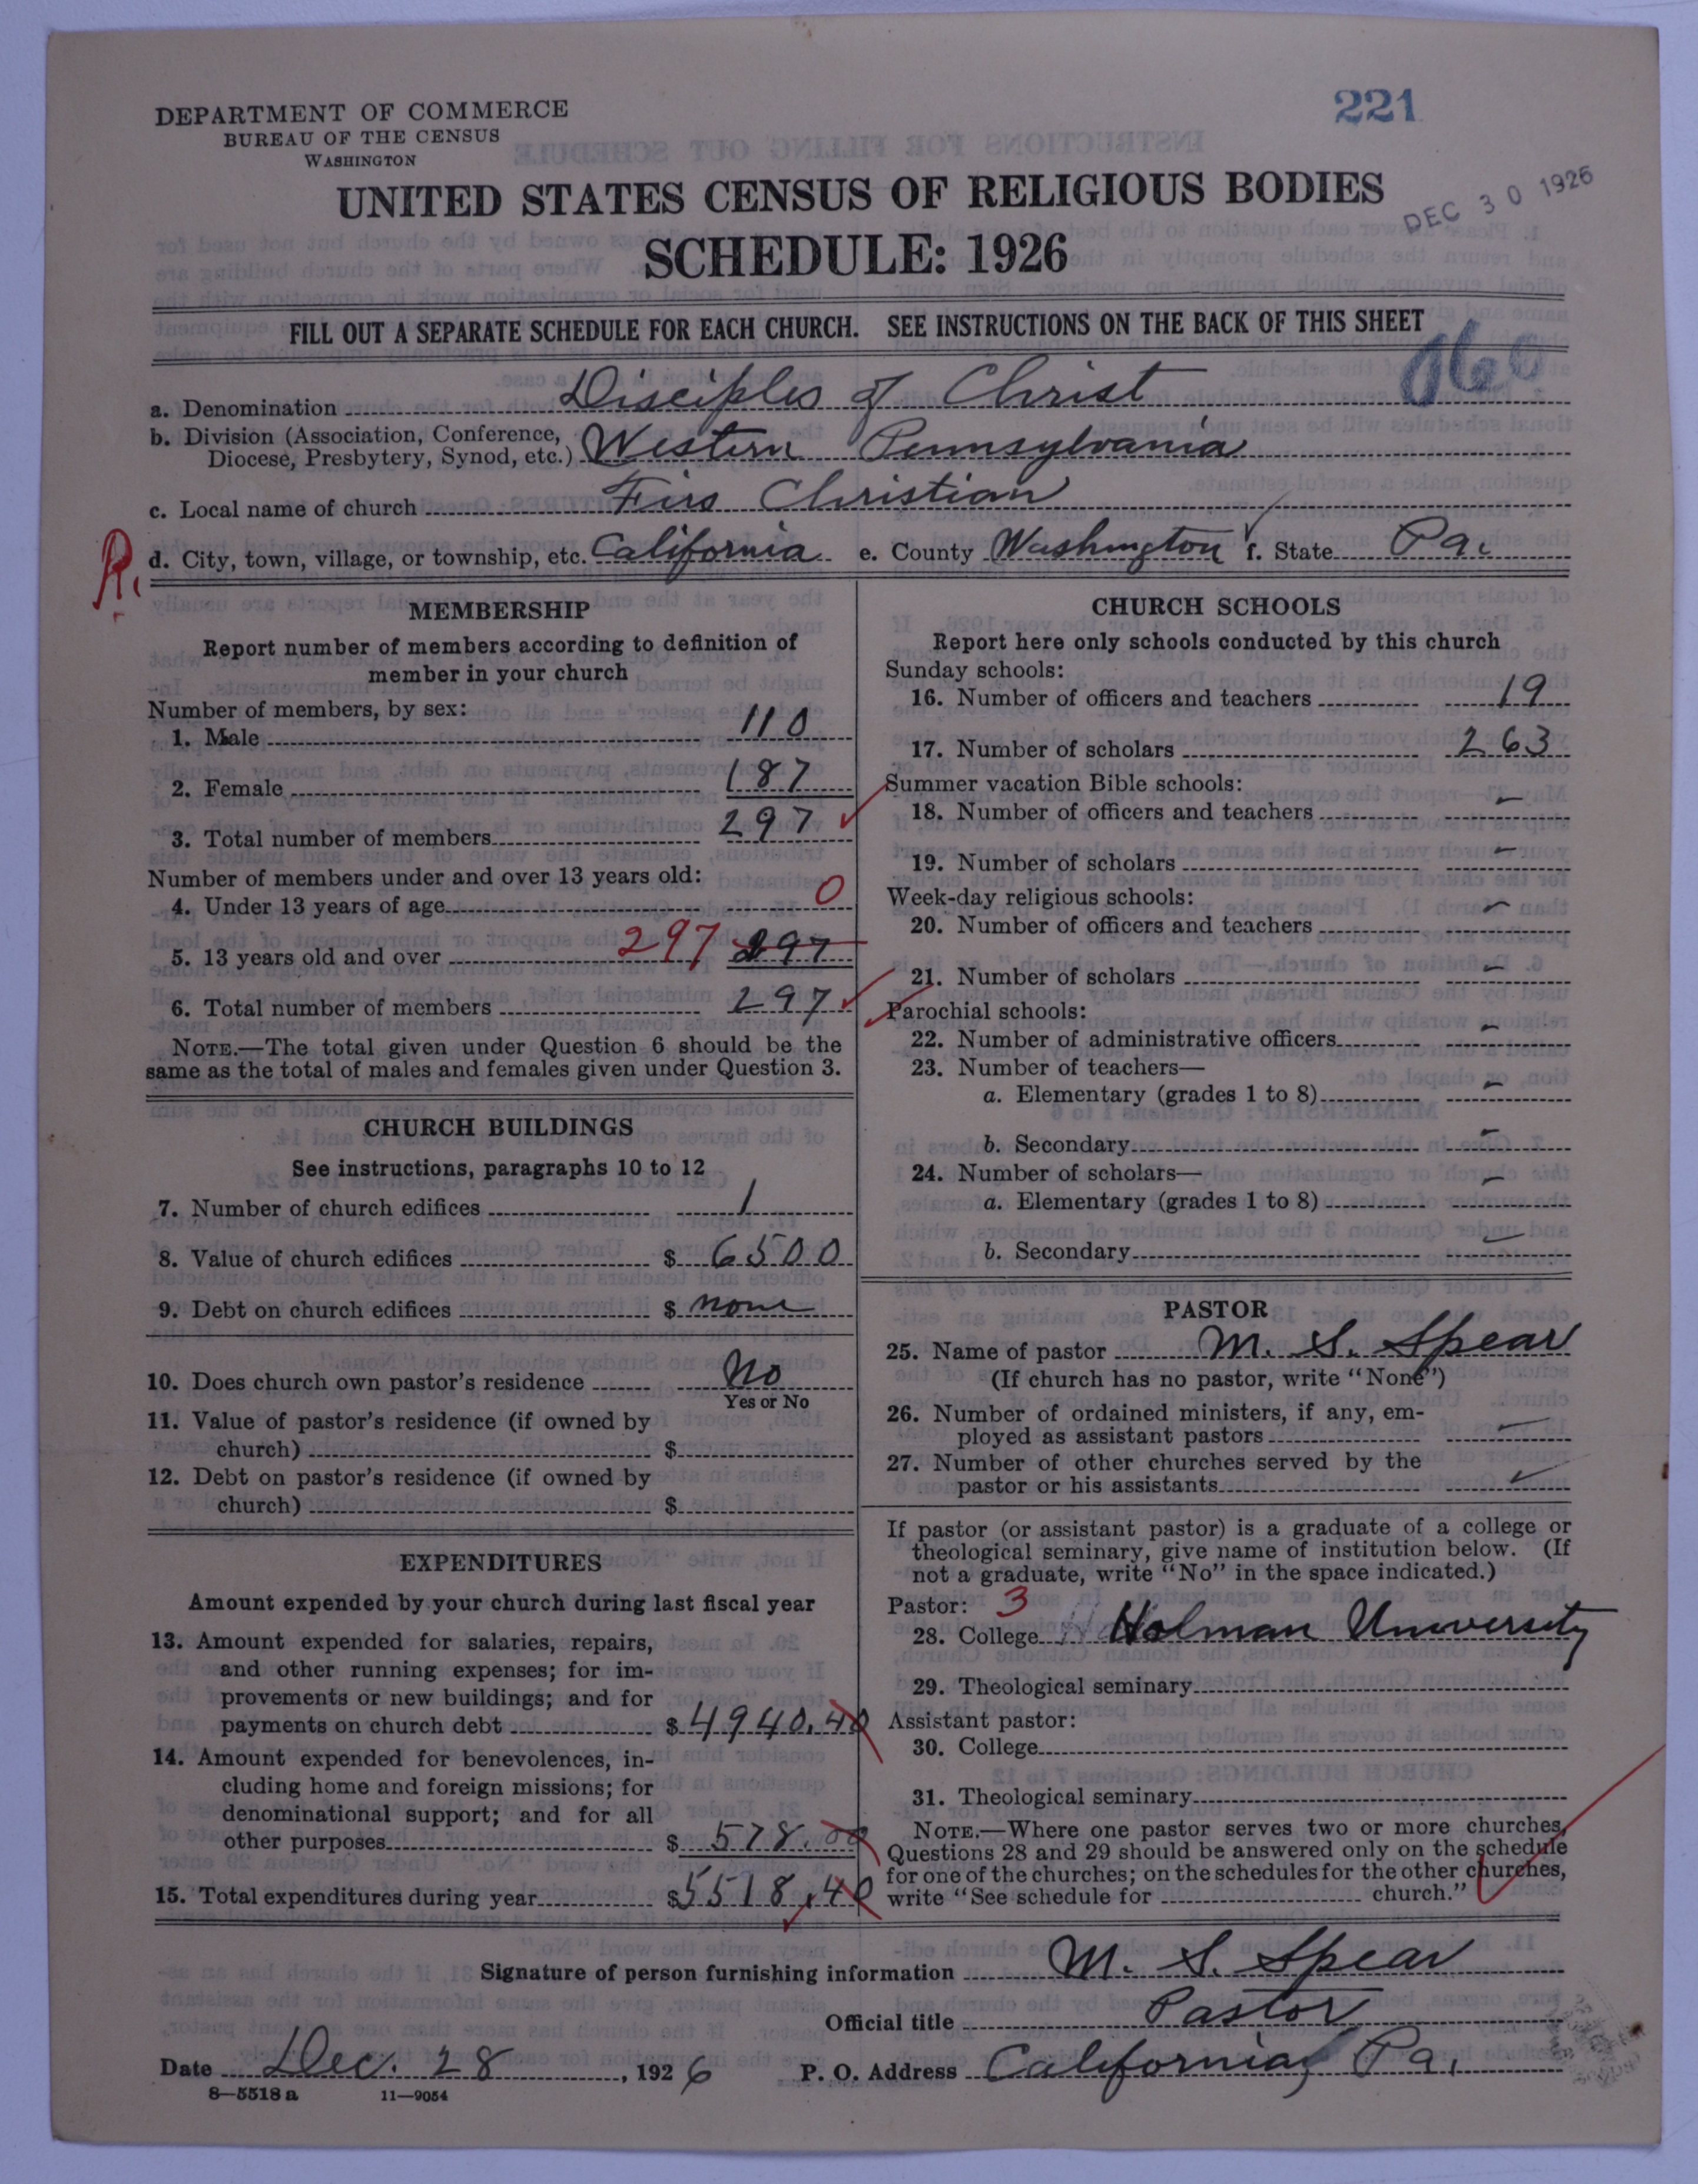 221
DEPARTMENT OF COMMERCE
BUREAU OF THE CENSUS
WASHINGTON
UNITED STATES CENSUS OF RELIGIOUS BODIES
DEC 30 1926
SCHEDULE: 1926
FILL OUT A SEPARATE SCHEDULE FOR EACH CHURCH. SEE INSTRUCTIONS ON THE BACK OF THIS SHEET
a. Denomination Disciples of Christ
b. Division (Association, Conference,
Diocese, Presbytery, Synod, etc.) Western Pennsylvania
c. Local name of church Firs Christian
R.
d. City, town, village, or township, etc. California e. County Washington f. State Pa.
MEMBERSHIP
Report number of members according to definition of
member in your church
Number of members, by sex:
1. Male 110
2. Female 187
3. Total number of members 297
Number of members under and over 13 years old:
4. Under 13 years of age 0
5. 13 years old and over 297 297
6. Total number of members 297
NOTE.—The total given under Question 6 should be the
same as the total of males and females given under Question 3.
CHURCH BUILDINGS
See instructions, paragraphs 10 to 12
7. Number of church edifices 1
8. Value of church edifices $ 6500
9. Debt on church edifices $ none
10. Does church own pastor's residence No
Yes or No
11. Value of pastor's residence (if owned by
church) $
12. Debt on pastor's residence (if owned by
church) $
EXPENDITURES
Amount expended by your church during last fiscal year
13. Amount expended for salaries, repairs,
and other running expenses; for im-
provements or new buildings; and for
payments on church debt $ 4940.40
14. Amount expended for benevolences, in-
cluding home and foreign missions; for
denominational support; and for all
other purposes $ 578.00
15. Total expenditures during year $5518.40
CHURCH SCHOOLS
Report here only schools conducted by this church
Sunday schools:
16. Number of officers and teachers 19
17. Number of scholars 263
Summer vacation Bible schools:
18. Number of officers and teachers –
19. Number of scholars –
Week-day religious schools:
20. Number of officers and teachers –
21. Number of scholars –
Parochial schools:
22. Number of administrative officers –
23. Number of teachers—
a. Elementary (grades 1 to 8) –
b. Secondary –
24. Number of scholars—
a. Elementary (grades 1 to 8) –
b. Secondary –
PASTOR
25. Name of pastor M. S. Spear
(If church has no pastor, write "None")
26. Number of ordained ministers, if any, em-
ployed as assistant pastors –
27. Number of other churches served by the
pastor or his assistants
If pastor (or assistant pastor) is a graduate of a college or
theological seminary, give name of institution below. (If
not a graduate, write "No" in the space indicated.)
Pastor: 3
28. College Holman University
29. Theological seminary
Assistant pastor:
30. College
31. Theological seminary
NOTE.—Where one pastor serves two or more churches,
Questions 28 and 29 should be answered only on the schedule
for one of the churches; on the schedules for the other churches,
write "See schedule for church."
Signature of person furnishing information M. S. Spear
Official title Pastor
Date Dec. 28, 1926 P. O. Address California, Pa.
8—5518 a 11—9054